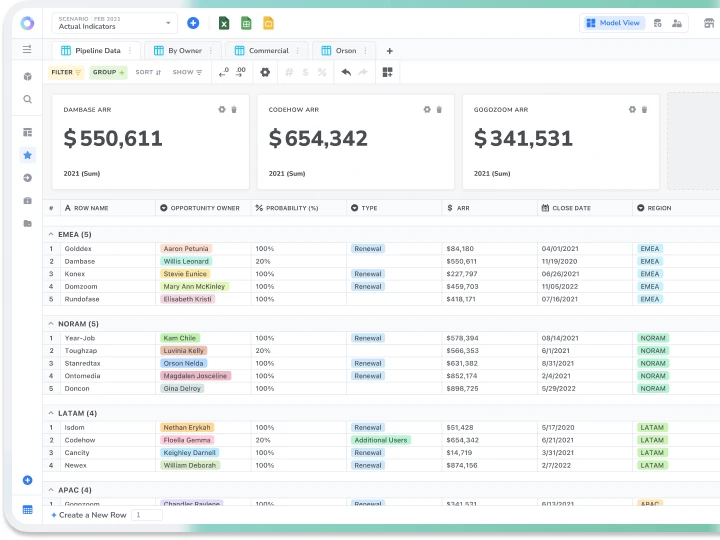 SCENARIO FEB 2021
Actual Indicators
Model View
Pipeline Data
By Owner
Commercial
Orson
FILTER GROUP SORT SHOW .0 .00 # $ %
DAMBASE ARR
$550,611
2021 (Sum)
CODEHOW ARR
$654,342
2021 (Sum)
GOGOZOOM ARR
$341,531
2021 (Sum)
# ROW NAME OPPORTUNITY OWNER PROBABILITY (%) TYPE $ ARR CLOSE DATE REGION
EMEA (5)
1 Golddex Aaron Petunia 100% Renewal $84,180 04/01/2021 EMEA
2 Dambase Willis Leonard 20% $550,611 11/19/2020 EMEA
3 Konex Stevie Eunice 100% Renewal $227,797 06/26/2021 EMEA
4 Domzoom Mary Ann McKinley 100% Renewal $459,703 11/05/2022 EMEA
5 Rundofase Elisabeth Kristi 100% $418,171 07/16/2021 EMEA
NORAM (5)
1 Year-Job Kam Chile 100% Renewal $578,394 08/14/2021 NORAM
2 Toughzap Luvinia Kelly 20% $566,353 6/1/2021 NORAM
3 Stanredtax Orson Nelda 100% Renewal $631,382 8/31/2021 NORAM
4 Ontomedia Magdalen Josceline 100% Renewal $852,174 2/4/2021 NORAM
5 Doncon Gina Delroy 100% $898,725 5/29/2022 NORAM
LATAM (4)
1 Isdom Nethan Erykah 100% Renewal $51,428 5/17/2020 LATAM
2 Codehow Floella Gemma 20% Additional Users $654,342 6/21/2021 LATAM
3 Cancity Keighley Darnell 100% Renewal $14,719 3/31/2021 LATAM
4 Newex William Deborah 100% Renewal $874,156 2/7/2022 LATAM
APAC (4)
1 Gogozoom Chandler Raylene 100% Renewal $341,531 6/13/2021 APAC
+ Create a New Row 1